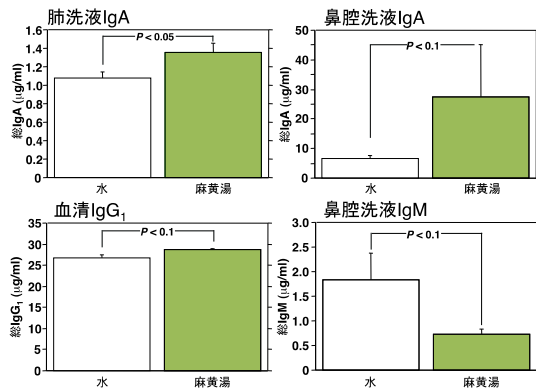 肺洗液IgA
総IgA (μg/ml)
1.6
1.4
1.2
1.0
0.8
0.6
0.4
0.2
0
P < 0.05
水
麻黄湯
鼻腔洗液IgA
総IgA (μg/ml)
50
40
30
20
10
0
P < 0.1
水
麻黄湯
血清IgG1
総IgG1 (μg/ml)
35
30
25
20
15
10
5
0
P < 0.1
水
麻黄湯
鼻腔洗液IgM
総IgM (μg/ml)
3.0
2.5
2.0
1.5
1.0
0.5
0
P < 0.1
水
麻黄湯